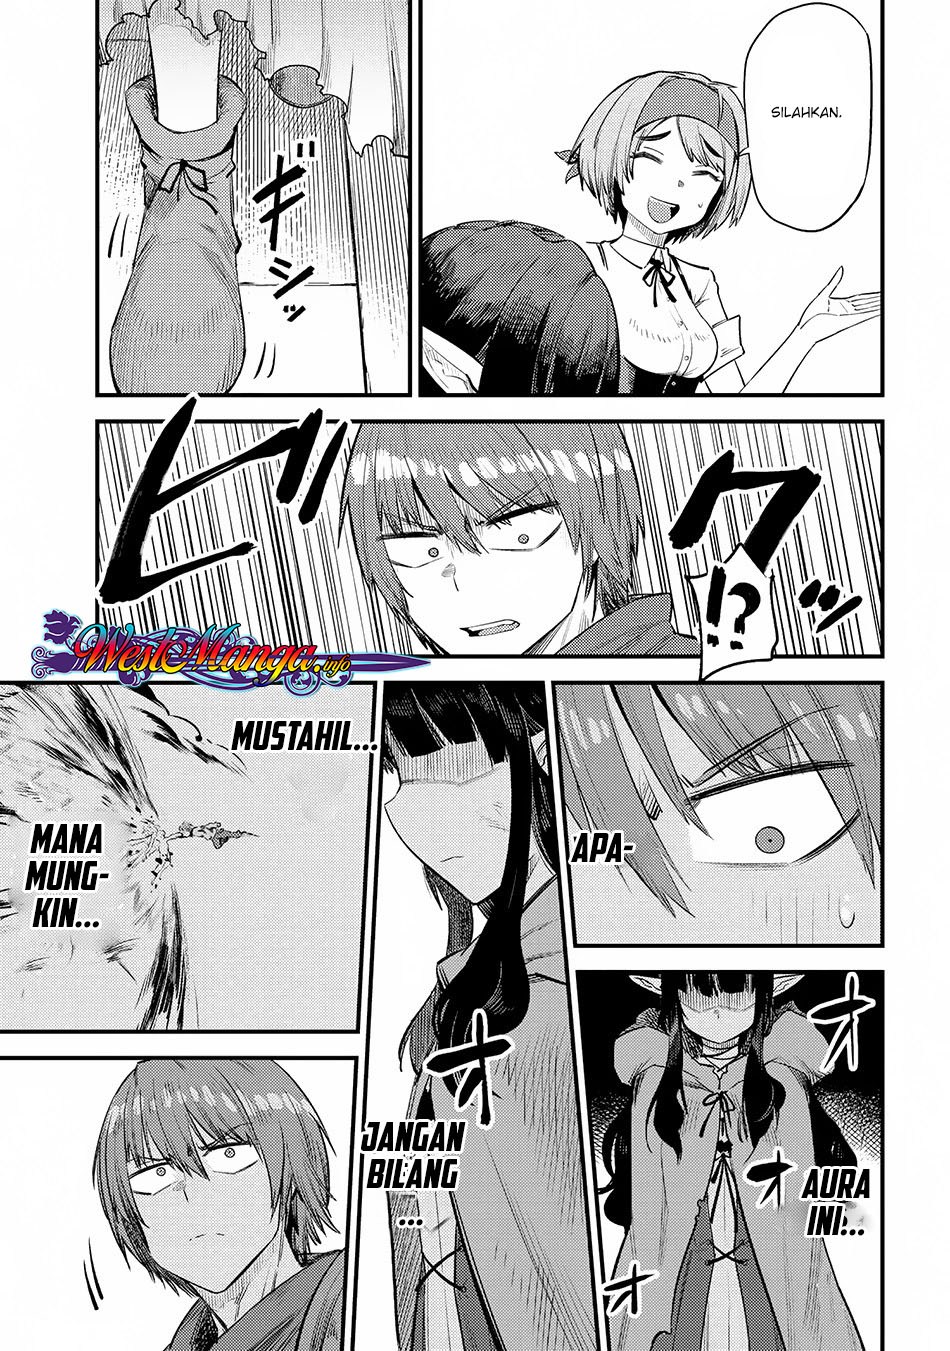 SILAHKAN.
ギシッ
ビクッ
!?
APA-
AURA
INI...
オオオオ
MUSTAHIL...
JANGAN
BILANG
...
MANA
MUNG-
KIN...
WestManga.info